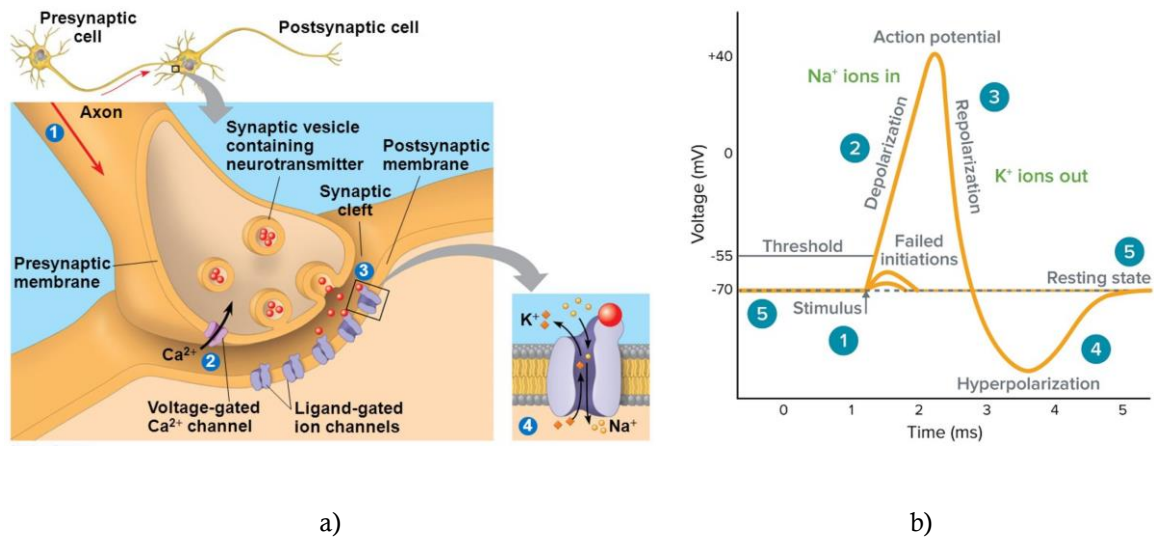 Presynaptic
cell
Postsynaptic cell
Axon
1
Synaptic vesicle
containing
neurotransmitter
Postsynaptic
membrane
Synaptic
cleft
Presynaptic
membrane
3
Ca²⁺
2
K⁺
Voltage-gated
Ca²⁺ channel
Ligand-gated
ion channels
4
Na⁺
a)
Action potential
+40
Na⁺ ions in
3
2
Depolarization
Repolarization
0
K⁺ ions out
Voltage (mV)
Threshold
Failed
initiations
-55
5
Resting state
-70
5
Stimulus
1
4
Hyperpolarization
0 1 2 3 4 5
Time (ms)
b)